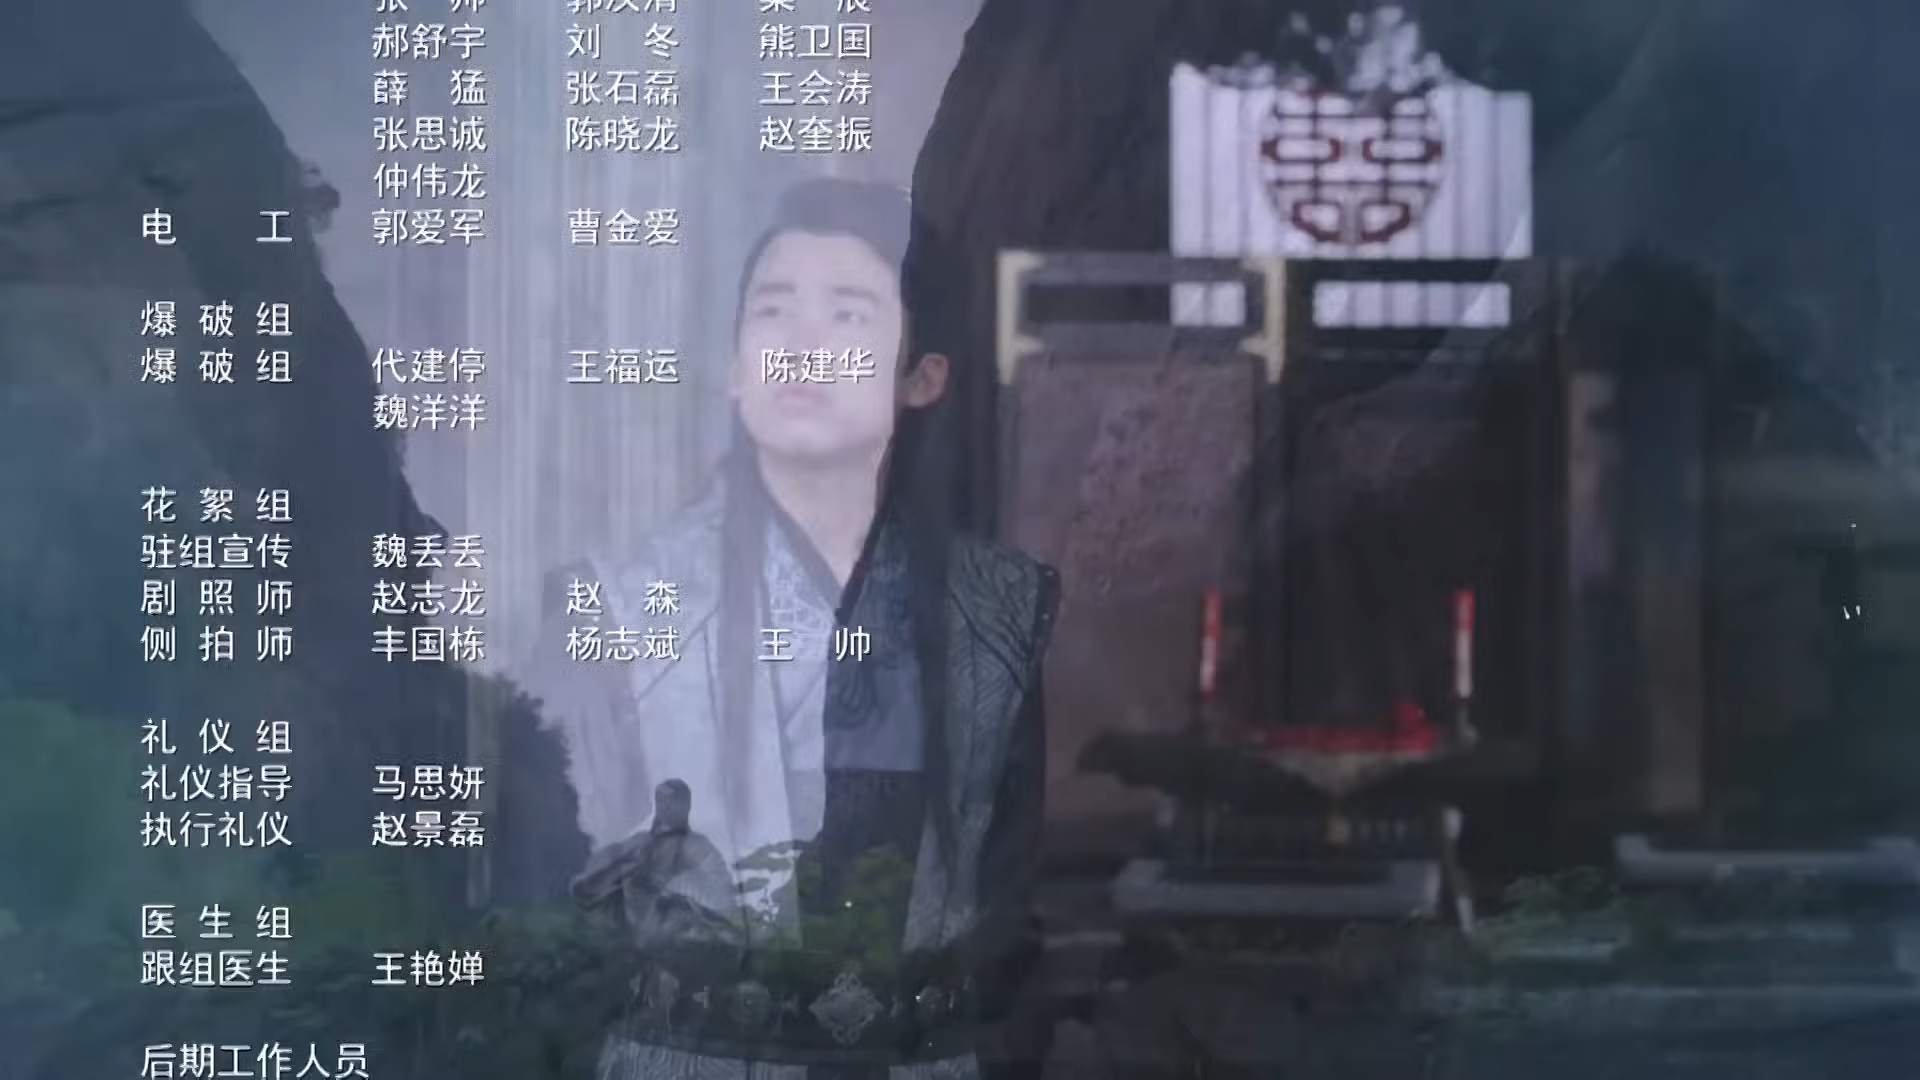 郝舒宇 刘 冬 熊卫国
薛 猛 张石磊 王会涛
张思诚 陈晓龙 赵奎振
仲伟龙
电 工 郭爱军 曹金爱
爆 破 组
爆 破 组 代建停 王福运 陈建华
魏洋洋
花 絮 组
驻组宣传 魏丢丢
剧 照 师 赵志龙 赵 森
侧 拍 师 丰国栋 杨志斌 王 帅
礼 仪 组
礼仪指导 马思妍
执行礼仪 赵景磊
医 生 组
跟组医生 王艳婵
后期工作人员